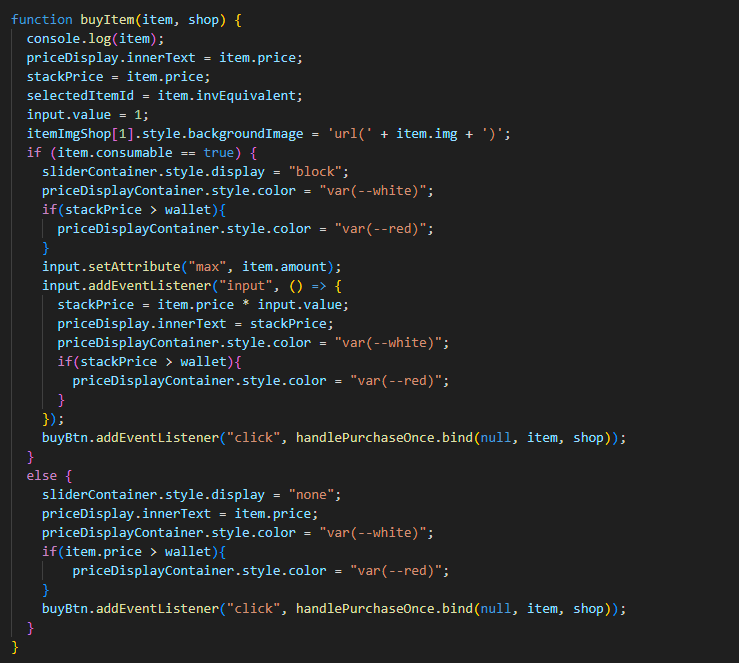 function buyItem(item, shop) {
  console.log(item);
  priceDisplay.innerText = item.price;
  stackPrice = item.price;
  selectedItemId = item.invEquivalent;
  input.value = 1;
  itemImgShop[1].style.backgroundImage = 'url(' + item.img + ')';
  if (item.consumable == true) {
    sliderContainer.style.display = "block";
    priceDisplayContainer.style.color = "var(--white)";
    if(stackPrice > wallet){
      priceDisplayContainer.style.color = "var(--red)";
    }
    input.setAttribute("max", item.amount);
    input.addEventListener("input", () => {
      stackPrice = item.price * input.value;
      priceDisplay.innerText = stackPrice;
      priceDisplayContainer.style.color = "var(--white)";
      if(stackPrice > wallet){
        priceDisplayContainer.style.color = "var(--red)";
      }
    });
    buyBtn.addEventListener("click", handlePurchaseOnce.bind(null, item, shop));
  }
  else {
    sliderContainer.style.display = "none";
    priceDisplay.innerText = item.price;
    priceDisplayContainer.style.color = "var(--white)";
    if(item.price > wallet){
        priceDisplayContainer.style.color = "var(--red)";
    }
    buyBtn.addEventListener("click", handlePurchaseOnce.bind(null, item, shop));
  }
}